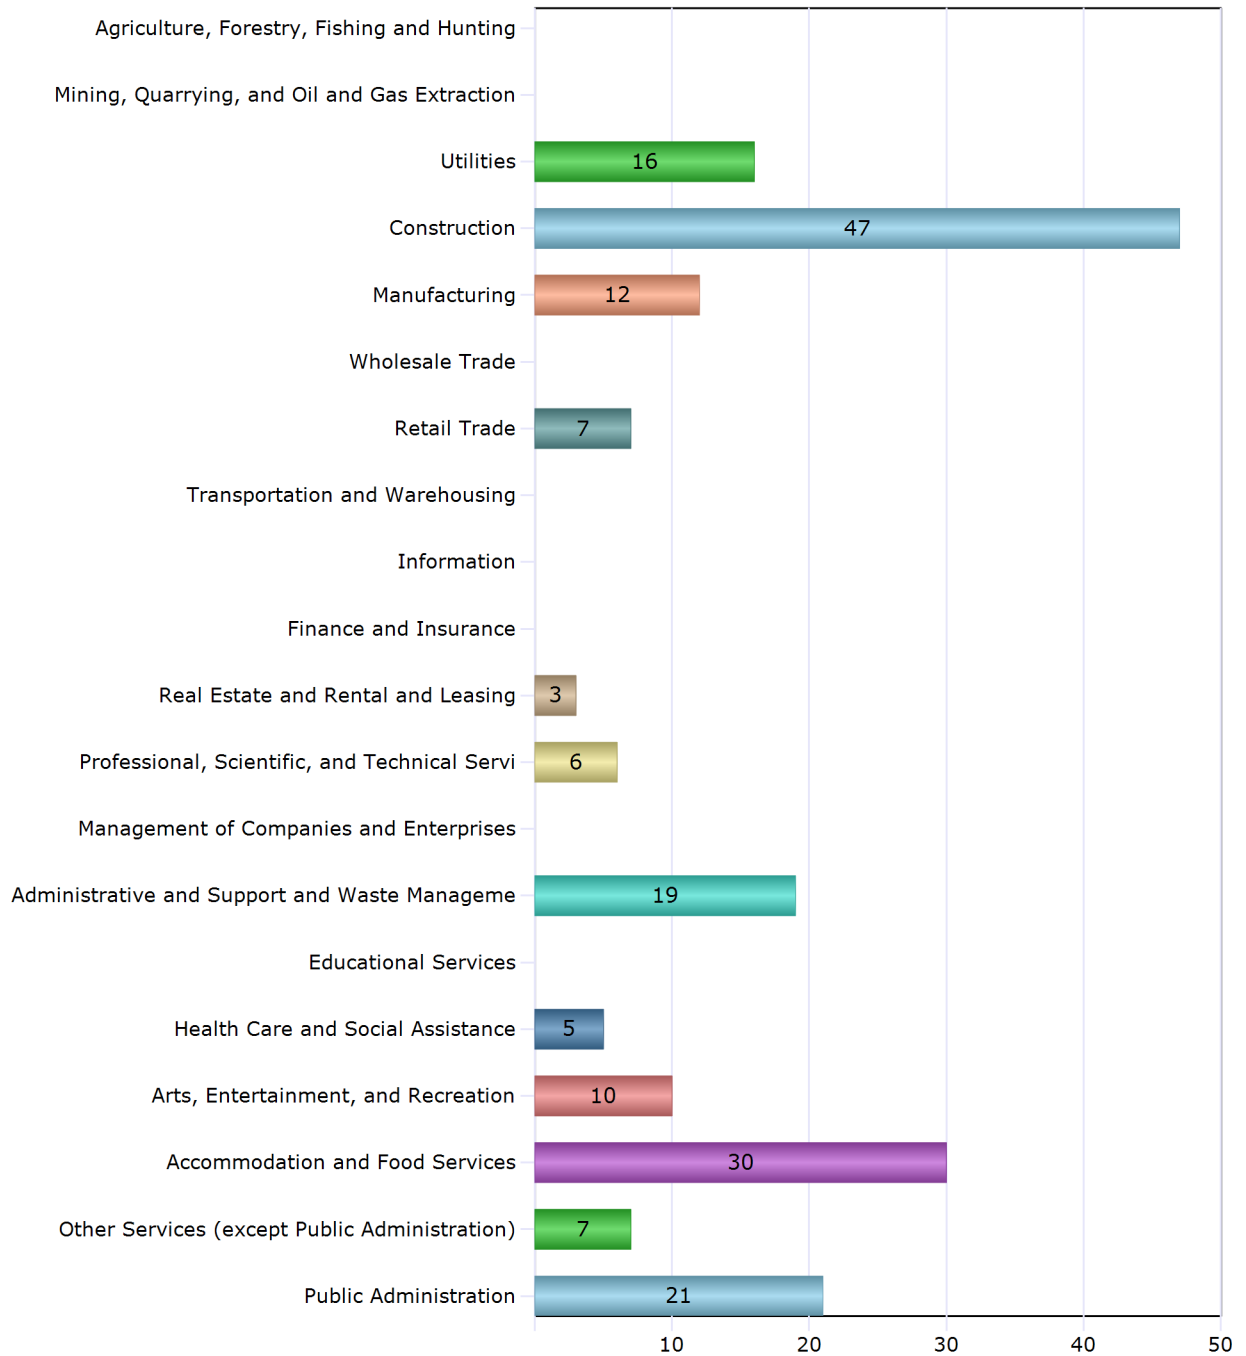 Agriculture, Forestry, Fishing and Hunting
Mining, Quarrying, and Oil and Gas Extraction
Utilities 16
Construction 47
Manufacturing 12
Wholesale Trade
Retail Trade 7
Transportation and Warehousing
Information
Finance and Insurance
Real Estate and Rental and Leasing 3
Professional, Scientific, and Technical Servi 6
Management of Companies and Enterprises
Administrative and Support and Waste Manageme 19
Educational Services
Health Care and Social Assistance 5
Arts, Entertainment, and Recreation 10
Accommodation and Food Services 30
Other Services (except Public Administration) 7
Public Administration 21
10 20 30 40 50